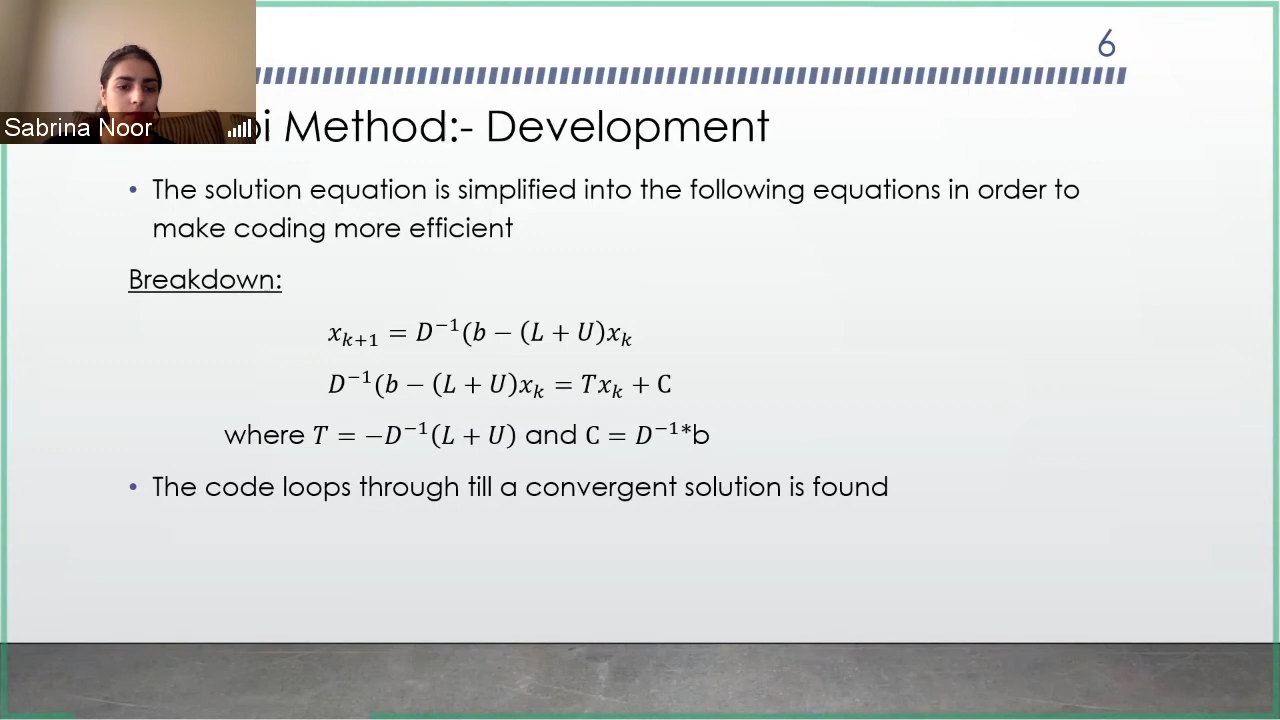 6
Sabrina Noor
Method:- Development
• The solution equation is simplified into the following equations in order to
make coding more efficient
Breakdown:
x_{k+1} = D^{−1}(b − (L + U)x_k
D^{−1}(b − (L + U)x_k = Tx_k + C
where T = −D^{−1}(L + U) and C = D^{−1}*b
• The code loops through till a convergent solution is found